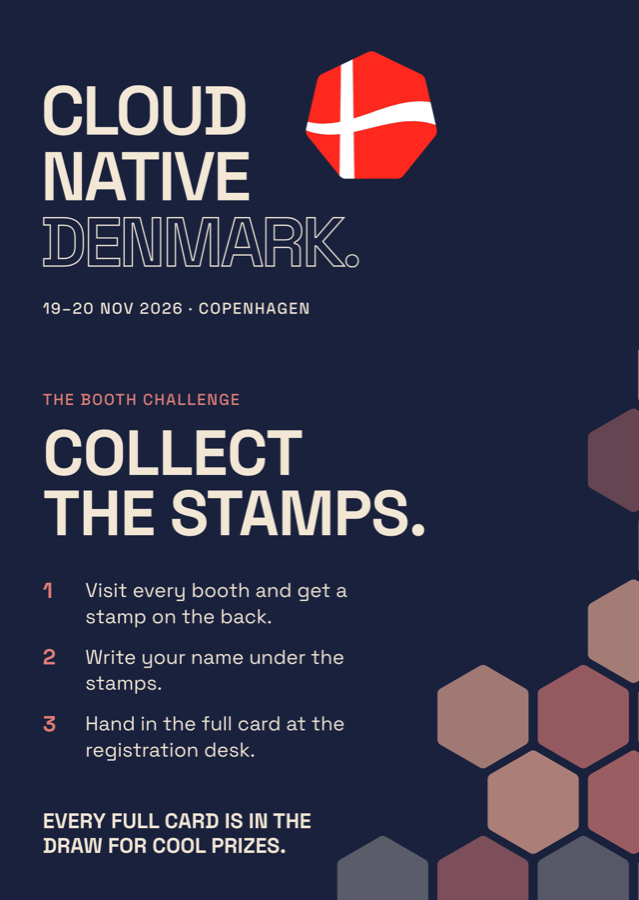 CLOUD
NATIVE
DENMARK.
19–20 NOV 2026 · COPENHAGEN
THE BOOTH CHALLENGE
COLLECT
THE STAMPS.
1 Visit every booth and get a
stamp on the back.
2 Write your name under the
stamps.
3 Hand in the full card at the
registration desk.
EVERY FULL CARD IS IN THE
DRAW FOR COOL PRIZES.